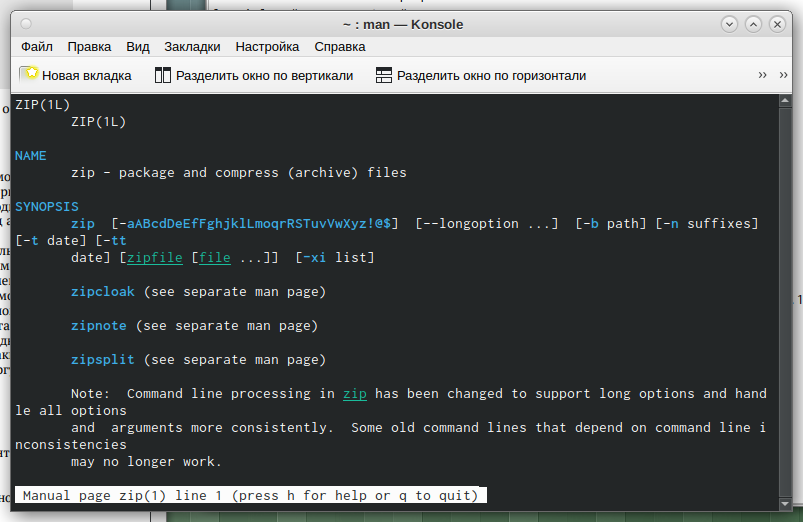 ~ : man — Konsole
Файл Правка Вид Закладки Настройка Справка
Новая вкладка Разделить окно по вертикали Разделить окно по горизонтали
ZIP(1L)
ZIP(1L)
NAME
zip - package and compress (archive) files
SYNOPSIS
zip [-aABcdDeEfFghjklLmoqrRSTuvVwXyz!@$] [--longoption ...] [-b path] [-n suffixes]
[-t date] [-tt
date] [zipfile [file ...]] [-xi list]
zipcloak (see separate man page)
zipnote (see separate man page)
zipsplit (see separate man page)
Note: Command line processing in zip has been changed to support long options and hand
le all options
and arguments more consistently. Some old command lines that depend on command line i
nconsistencies
may no longer work.
Manual page zip(1) line 1 (press h for help or q to quit)